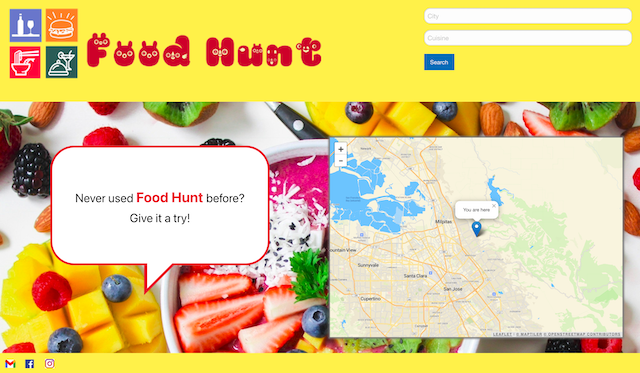 Food Hunt
City
Cuisine
Search
Never used Food Hunt before?
Give it a try!
+
−
You are here
×
Milpitas
Mountain View
Sunnyvale
Santa Clara
San Jose
Cupertino
Campbell
LEAFLET | © MAPTILER © OPENSTREETMAP CONTRIBUTORS